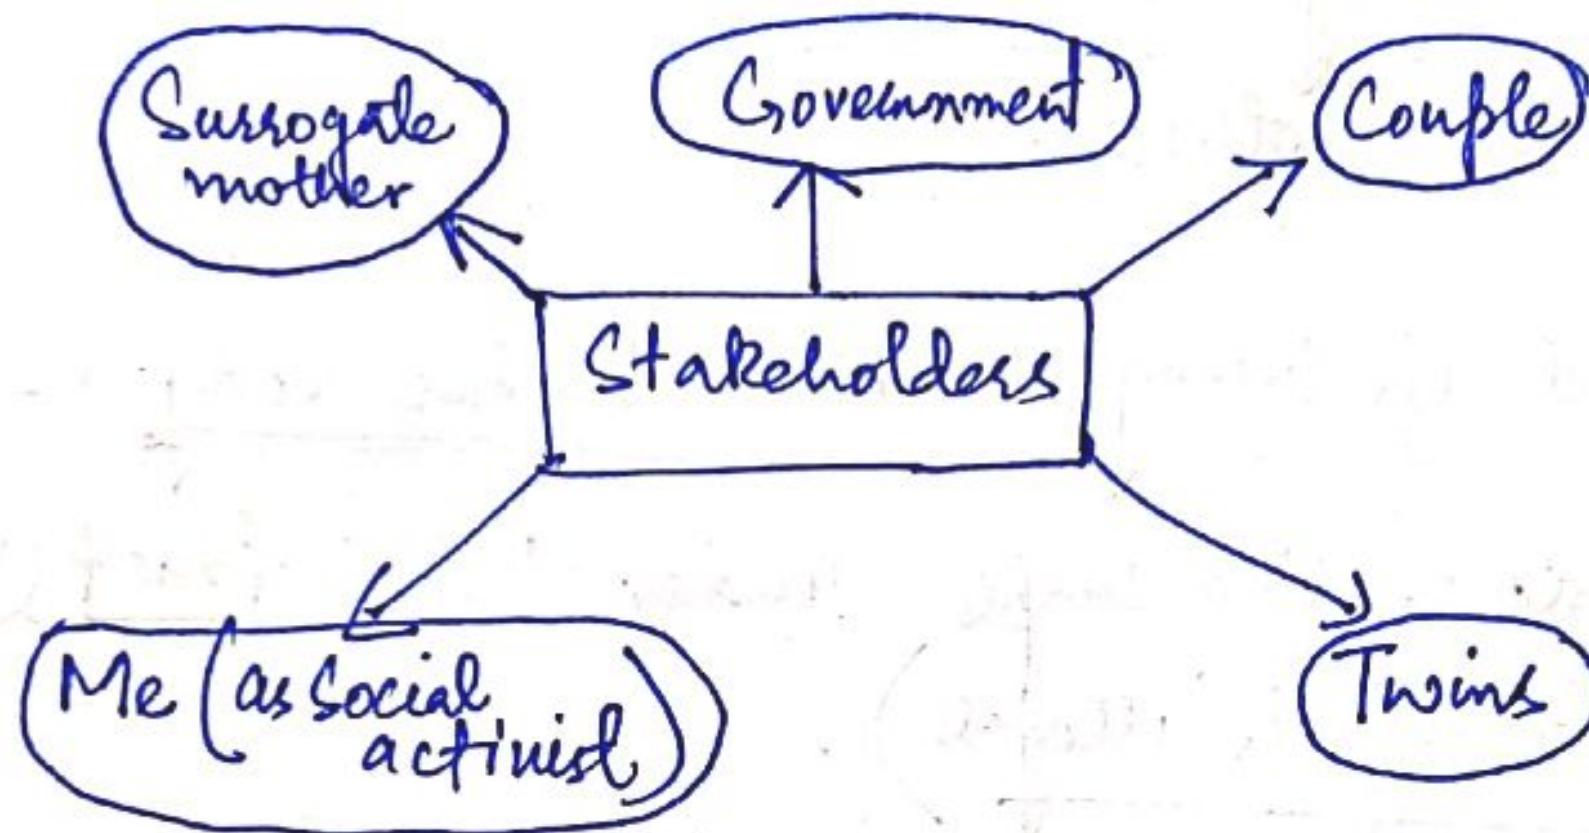 Surrogate
mother
Government
Couple
Stakeholders
Me (as social
activist)
Twins